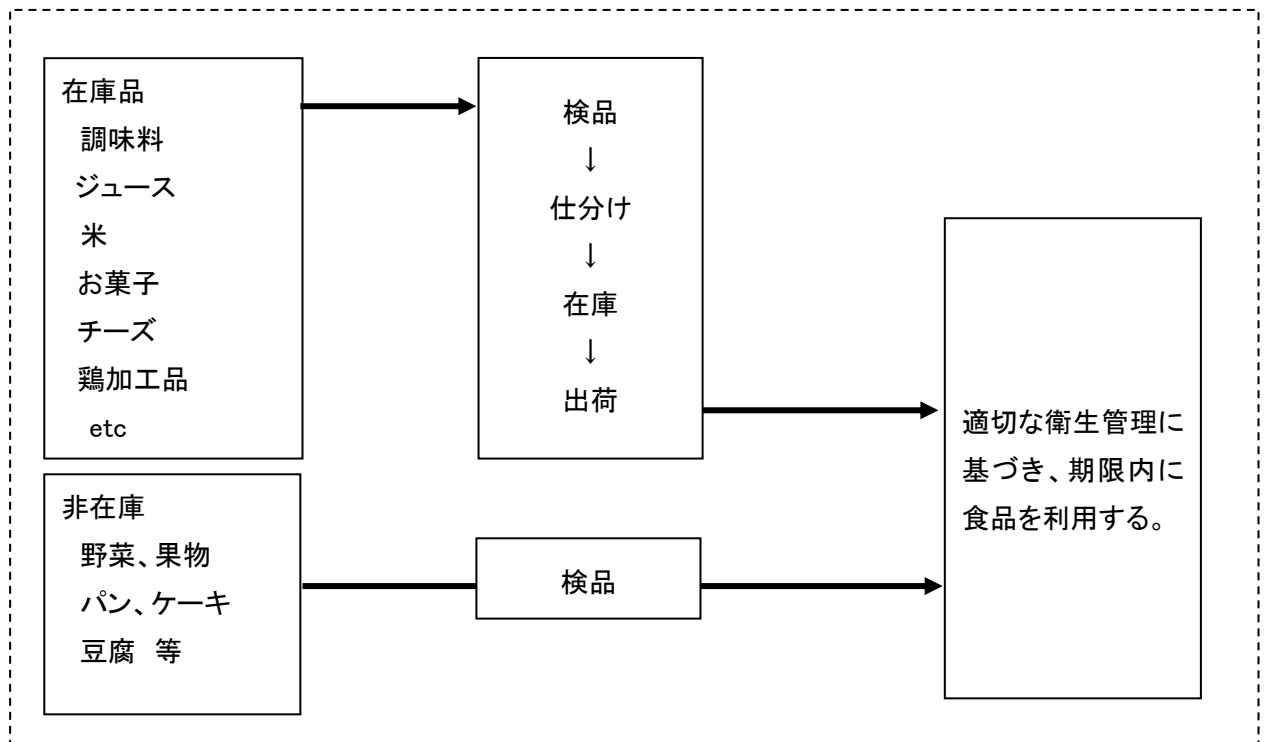 在庫品
調味料
ジュース
米
お菓子
チーズ
鶏加工品
etc
検品
↓
仕分け
↓
在庫
↓
出荷
非在庫
野菜、果物
パン、ケーキ
豆腐　等
検品
適切な衛生管理に
基づき、期限内に
食品を利用する。